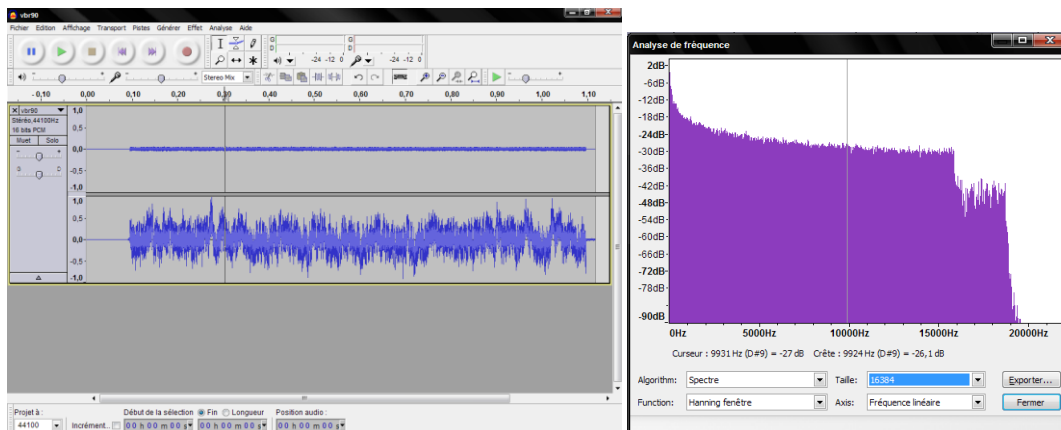 vbr90
Fichier Edition Affichage Transport Pistes Générer Effet Analyse Aide
G
D
-24 -12 0
G
D
-24 -12 0
Stereo Mix
- 0,10 0,00 0,10 0,20 0,30 0,40 0,50 0,60 0,70 0,80 0,90 1,00 1,10
X vbr90
Stéréo,44100Hz
16 bits PCM
Muet Solo
- +
G D
1,0
0,5
0,0
-0,5
-1,0
1,0
0,5
0,0
-0,5
-1,0
Projet à : Début de la sélection Fin Longueur Position audio :
44100 Incrément.. 00 h 00 m 00 s 00 h 00 m 00 s 00 h 00 m 00 s
Analyse de fréquence
2dB
-6dB
-12dB
-18dB
-24dB
-30dB
-36dB
-42dB
-48dB
-54dB
-60dB
-66dB
-72dB
-78dB
-90dB
0Hz 5000Hz 10000Hz 15000Hz 20000Hz
Curseur : 9931 Hz (D#9) = -27 dB Crête : 9924 Hz (D#9) = -26,1 dB
Algorithm: Spectre Taille: 16384 Exporter...
Function: Hanning fenêtre Axis: Fréquence linéaire Fermer